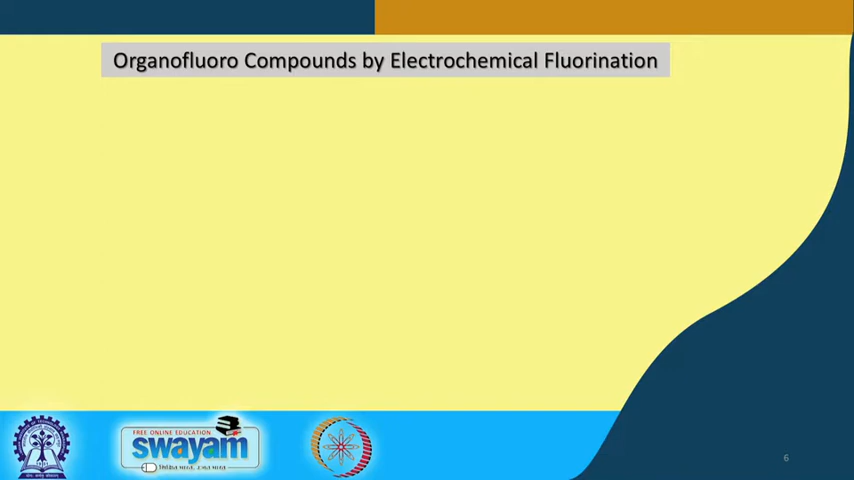 Organofluoro Compounds by Electrochemical Fluorination
FREE ONLINE EDUCATION
swayam
6